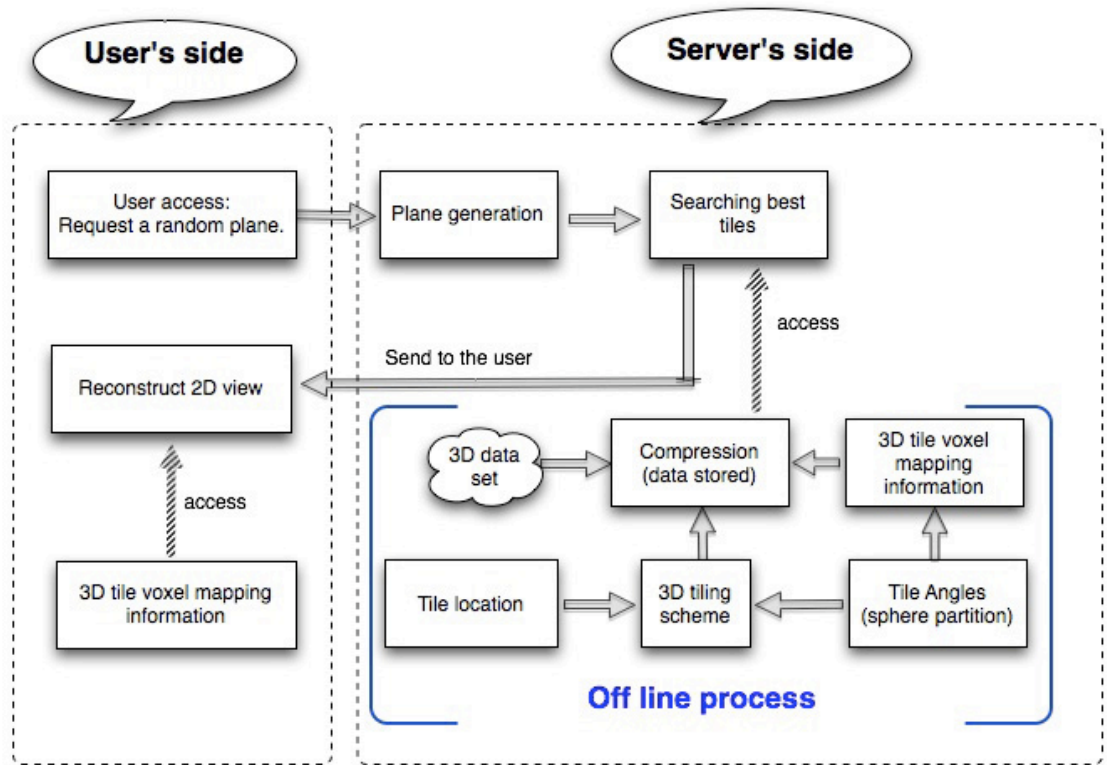 User's side
Server's side
User access:
Request a random plane.
Plane generation
Searching best
tiles
access
Send to the user
Reconstruct 2D view
3D data
set
Compression
(data stored)
3D tile voxel
mapping
information
access
3D tile voxel mapping
information
Tile location
3D tiling
scheme
Tile Angles
(sphere partition)
Off line process